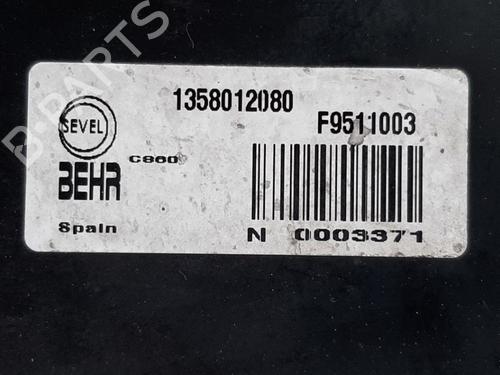 B-PARTS
1358012080
F9511003
SEVEL
C860
BEHR
Spain
N 0003371